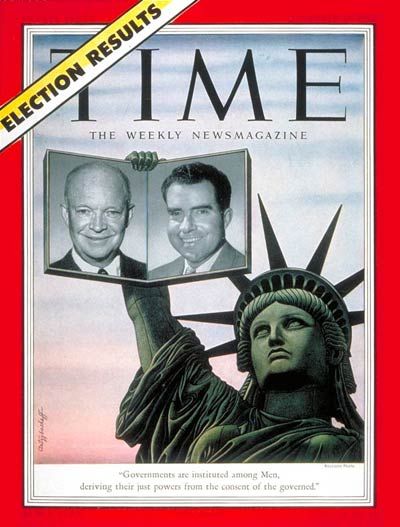 ELECTION RESULTS
TIME
THE WEEKLY NEWSMAGAZINE
"Governments are instituted among Men,
deriving their just powers from the consent of the governed."